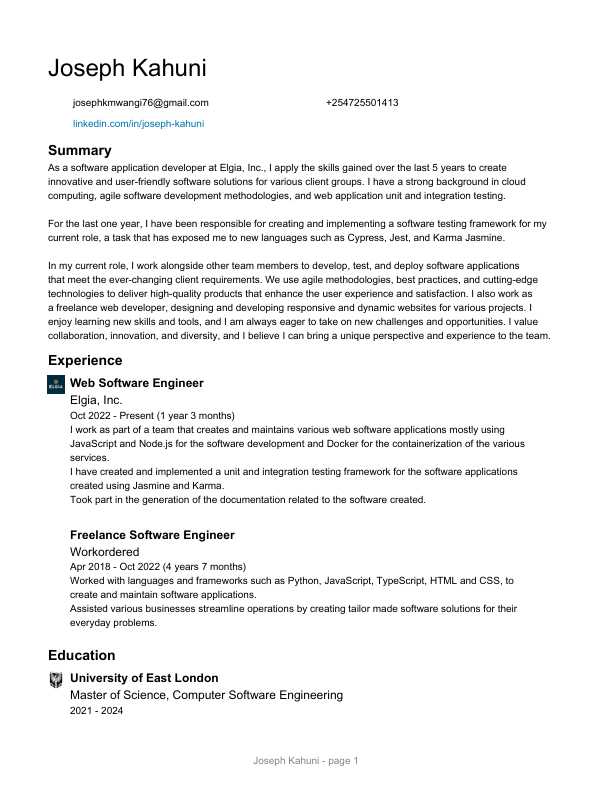 Joseph Kahuni
josephkmwangi76@gmail.com +254725501413
linkedin.com/in/joseph-kahuni
Summary
As a software application developer at Elgia, Inc., I apply the skills gained over the last 5 years to create
innovative and user-friendly software solutions for various client groups. I have a strong background in cloud
computing, agile software development methodologies, and web application unit and integration testing.
For the last one year, I have been responsible for creating and implementing a software testing framework for my
current role, a task that has exposed me to new languages such as Cypress, Jest, and Karma Jasmine.
In my current role, I work alongside other team members to develop, test, and deploy software applications
that meet the ever-changing client requirements. We use agile methodologies, best practices, and cutting-edge
technologies to deliver high-quality products that enhance the user experience and satisfaction. I also work as
a freelance web developer, designing and developing responsive and dynamic websites for various projects. I
enjoy learning new skills and tools, and I am always eager to take on new challenges and opportunities. I value
collaboration, innovation, and diversity, and I believe I can bring a unique perspective and experience to the team.
Experience
ELGIA
Web Software Engineer
Elgia, Inc.
Oct 2022 - Present (1 year 3 months)
I work as part of a team that creates and maintains various web software applications mostly using
JavaScript and Node.js for the software development and Docker for the containerization of the various
services.
I have created and implemented a unit and integration testing framework for the software applications
created using Jasmine and Karma.
Took part in the generation of the documentation related to the software created.
Freelance Software Engineer
Workordered
Apr 2018 - Oct 2022 (4 years 7 months)
Worked with languages and frameworks such as Python, JavaScript, TypeScript, HTML and CSS, to
create and maintain software applications.
Assisted various businesses streamline operations by creating tailor made software solutions for their
everyday problems.
Education
University of East London
Master of Science, Computer Software Engineering
2021 - 2024
Joseph Kahuni - page 1